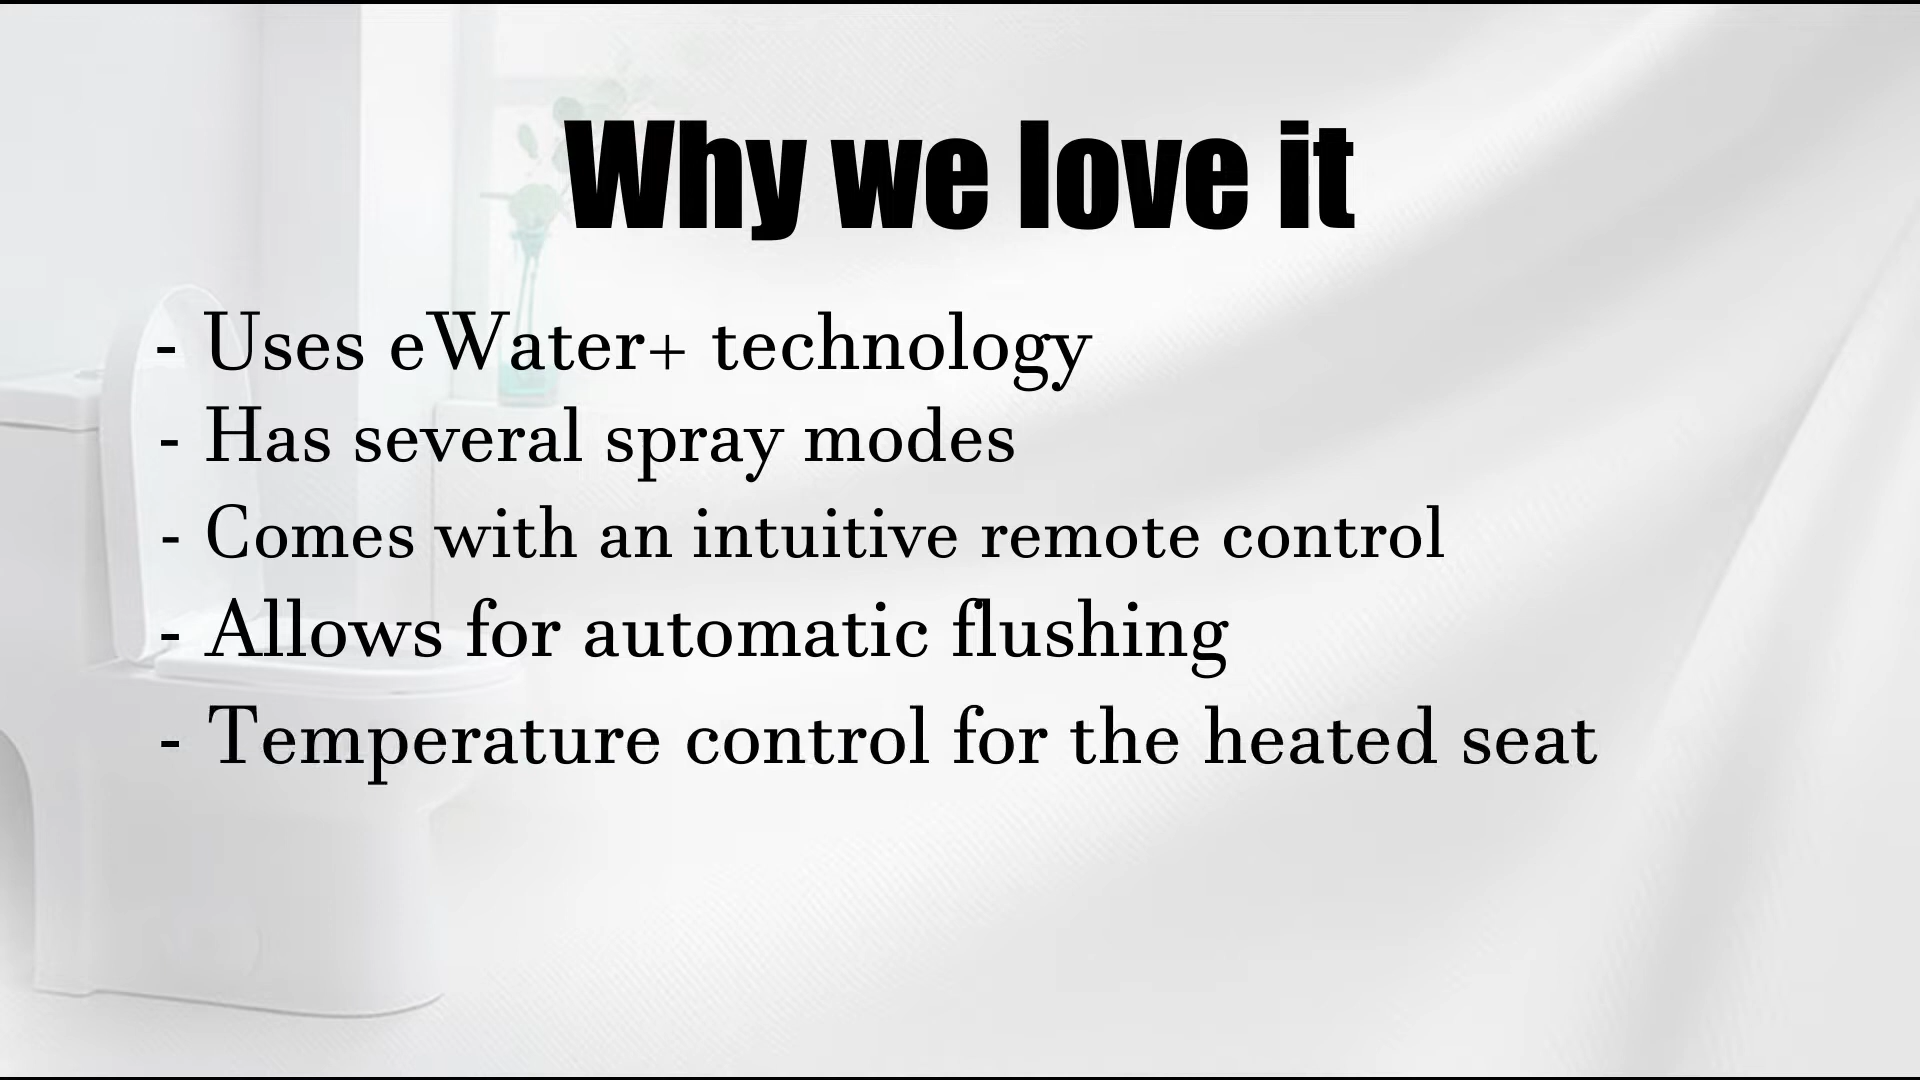 Why we love it
- Uses eWater+ technology
- Has several spray modes
- Comes with an intuitive remote control
- Allows for automatic flushing
- Temperature control for the heated seat